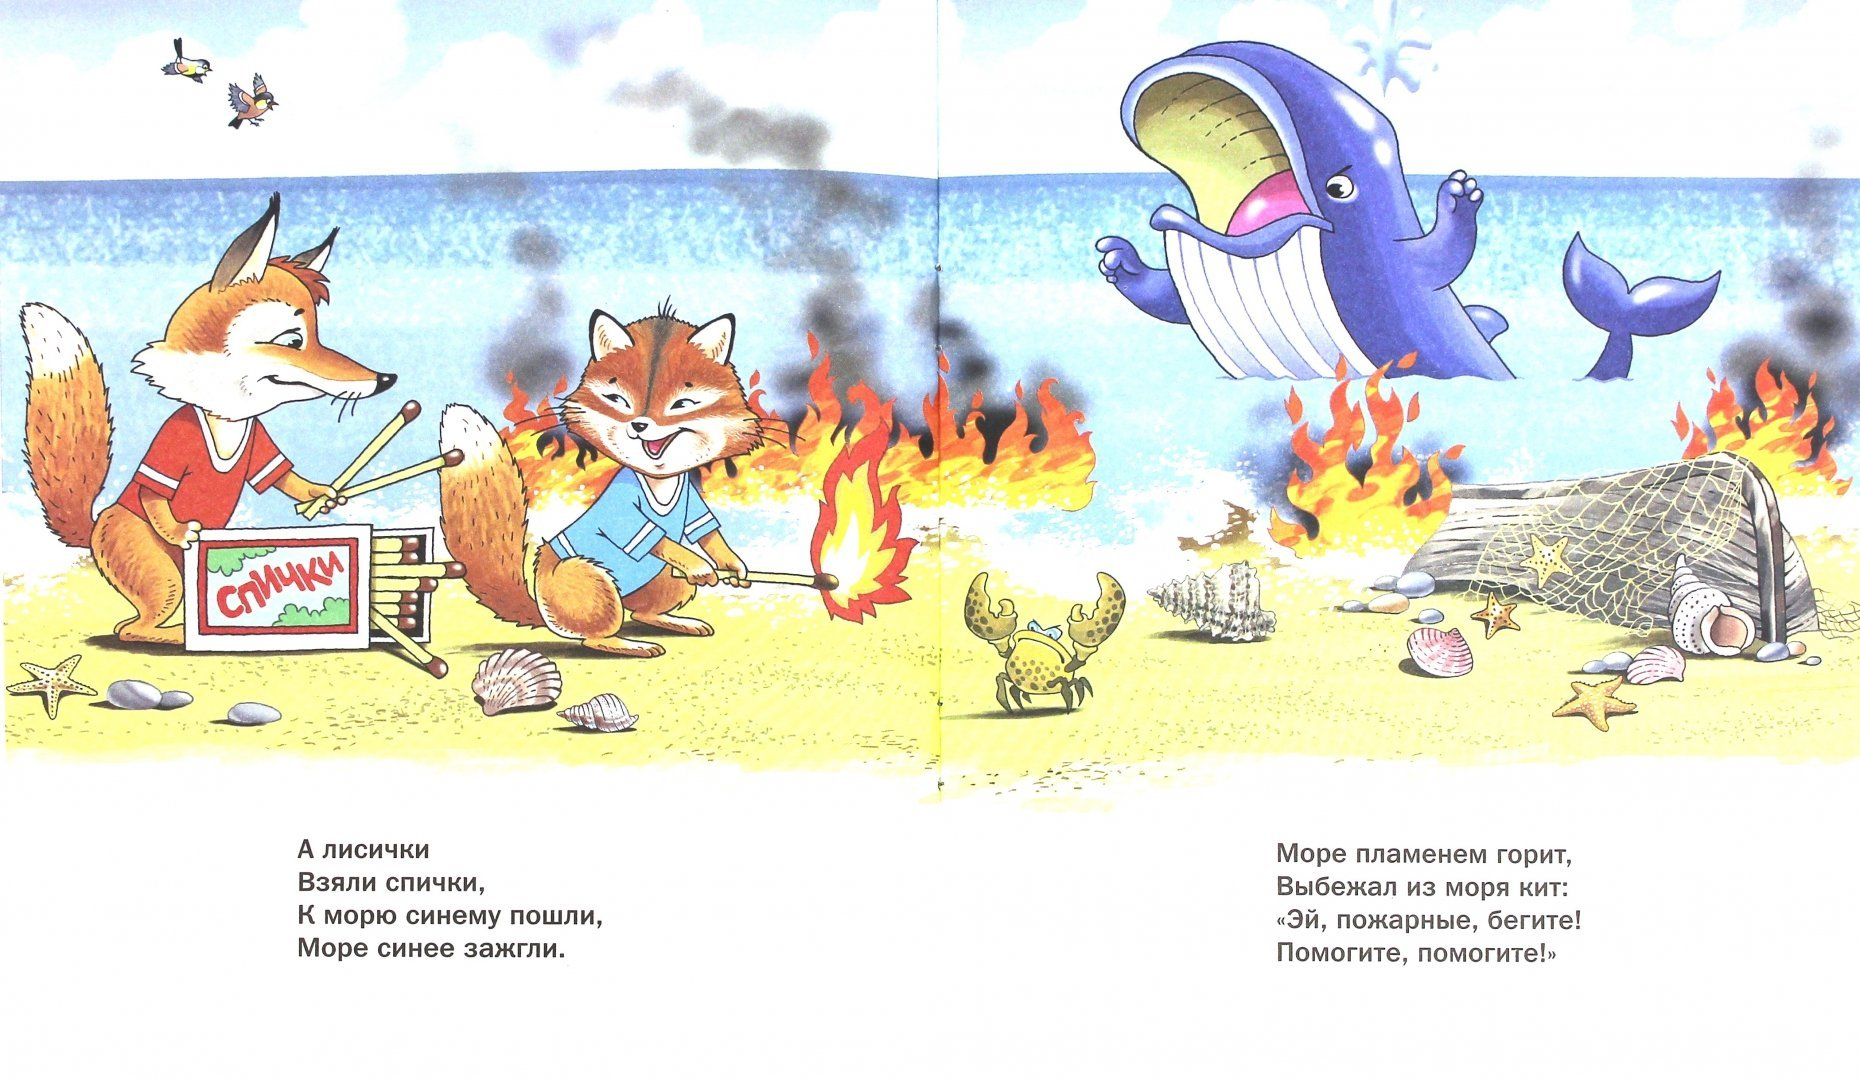 СПИЧКИ
А лисички
Взяли спички,
К морю синему пошли,
Море синее зажгли.
Море пламенем горит,
Выбежал из моря кит:
«Эй, пожарные, бегите!
Помогите, помогите!»